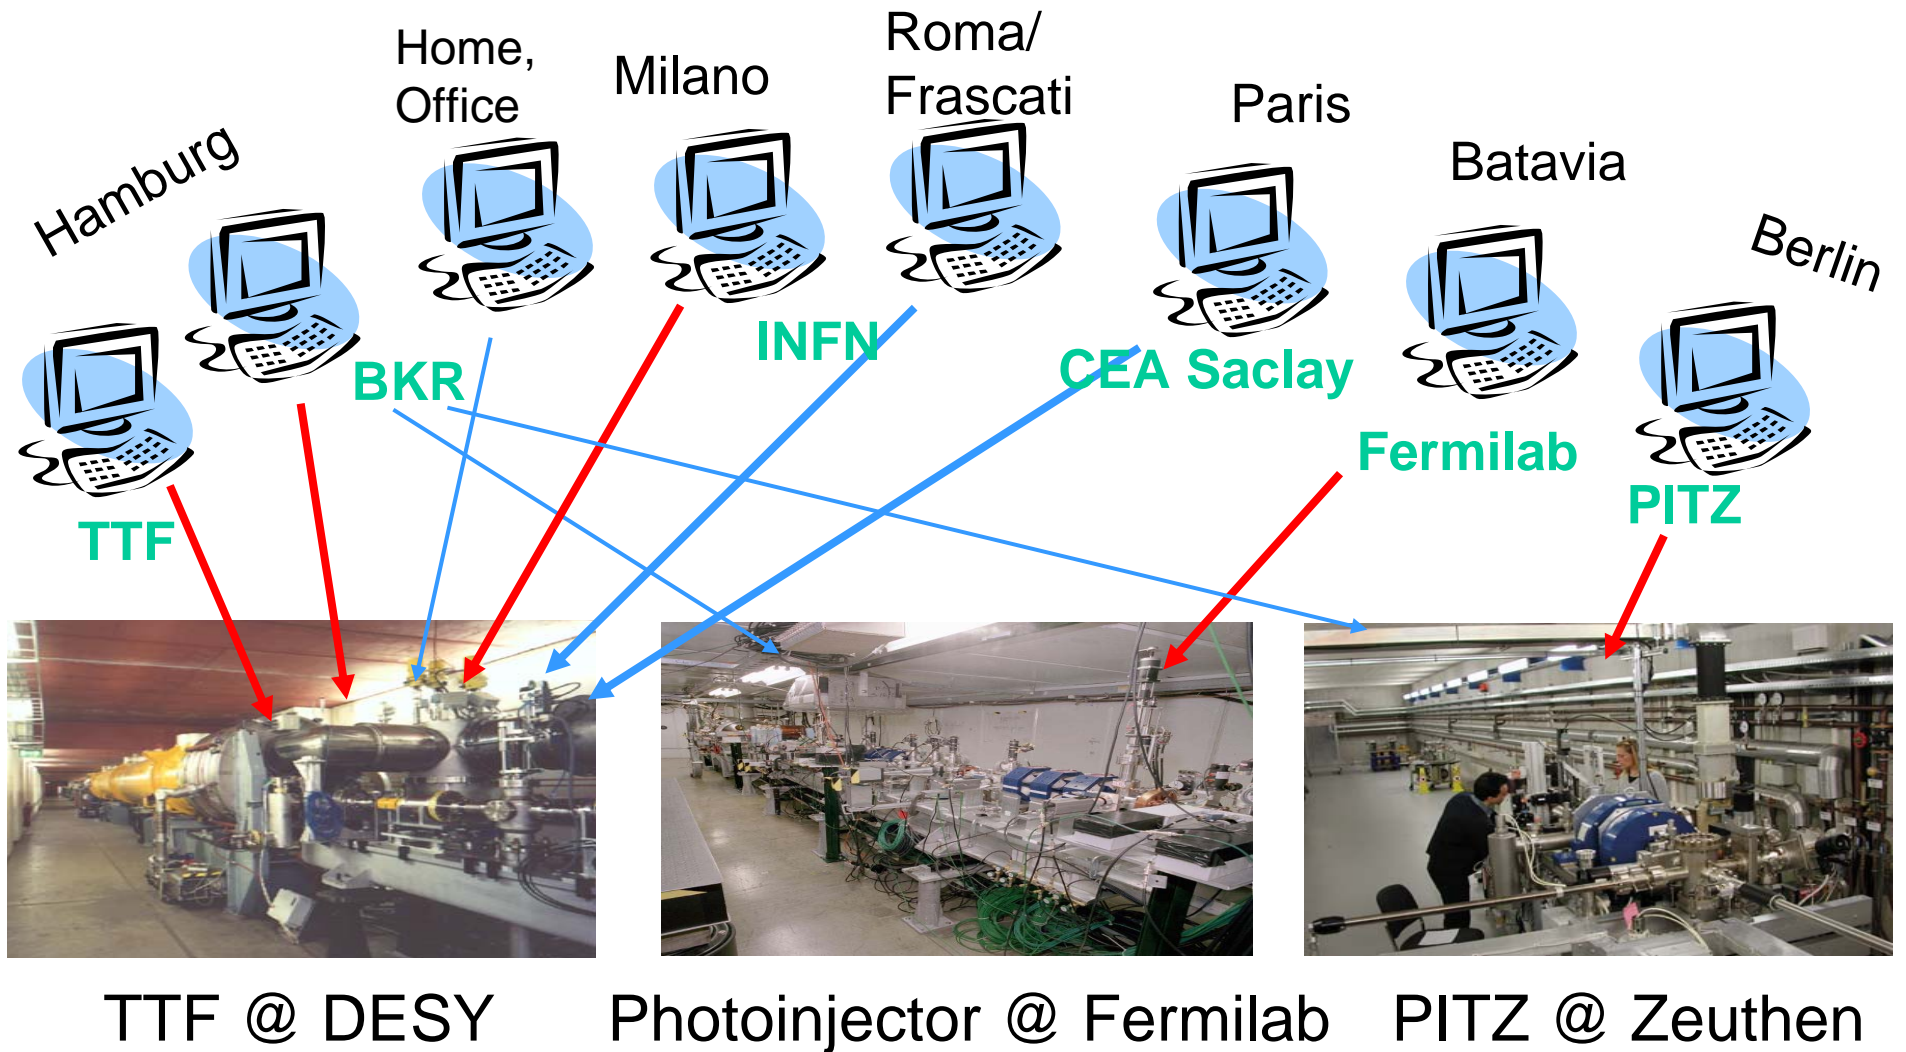 Home,
Office
Milano
Roma/
Frascati
Paris
Batavia
Hamburg
Berlin
INFN
BKR
CEA Saclay
Fermilab
PITZ
TTF
TTF @ DESY
Photoinjector @ Fermilab
PITZ @ Zeuthen